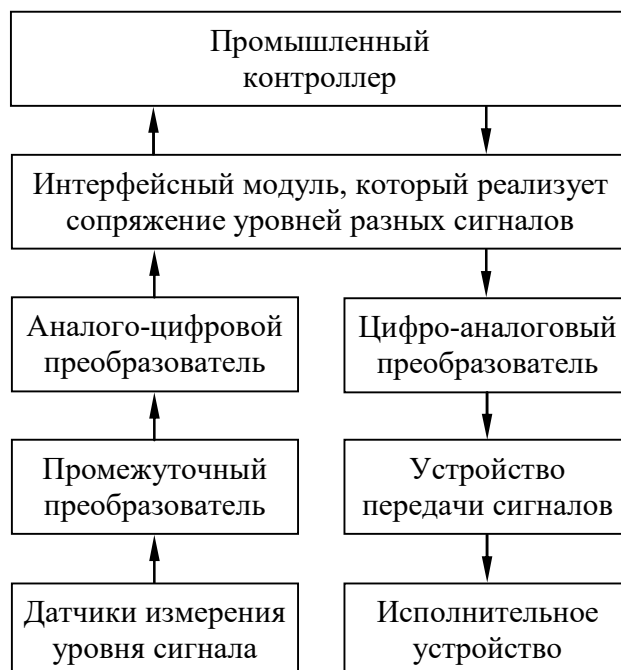 Промышленный
контроллер
Интерфейсный модуль, который реализует
сопряжение уровней разных сигналов
Аналого-цифровой
преобразователь
Цифро-аналоговый
преобразователь
Промежуточный
преобразователь
Устройство
передачи сигналов
Датчики измерения
уровня сигнала
Исполнительное
устройство